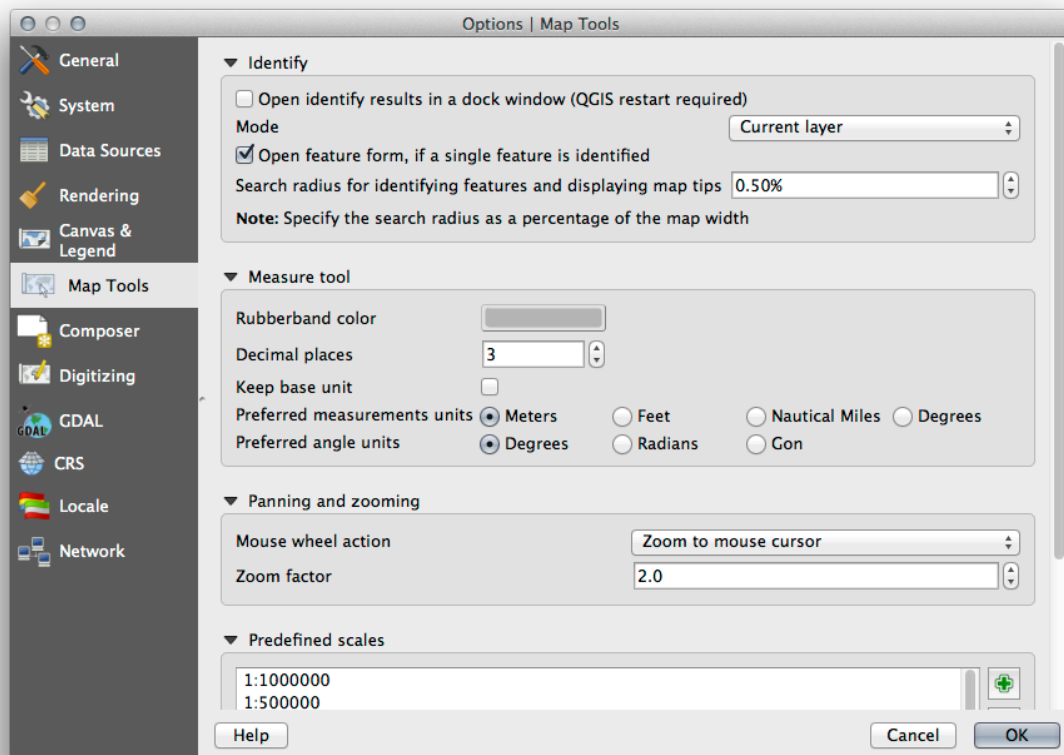 Options | Map Tools
General
System
Data Sources
Rendering
Canvas &
Legend
Map Tools
Composer
Digitizing
GDAL
GDAL
CRS
Locale
Network
Identify
Open identify results in a dock window (QGIS restart required)
Mode
Current layer
Open feature form, if a single feature is identified
Search radius for identifying features and displaying map tips
0.50%
Note: Specify the search radius as a percentage of the map width
Measure tool
Rubberband color
Decimal places
3
Keep base unit
Preferred measurements units
Meters
Feet
Nautical Miles
Degrees
Preferred angle units
Degrees
Radians
Gon
Panning and zooming
Mouse wheel action
Zoom to mouse cursor
Zoom factor
2.0
Predefined scales
1:1000000
1:500000
Help
Cancel
OK